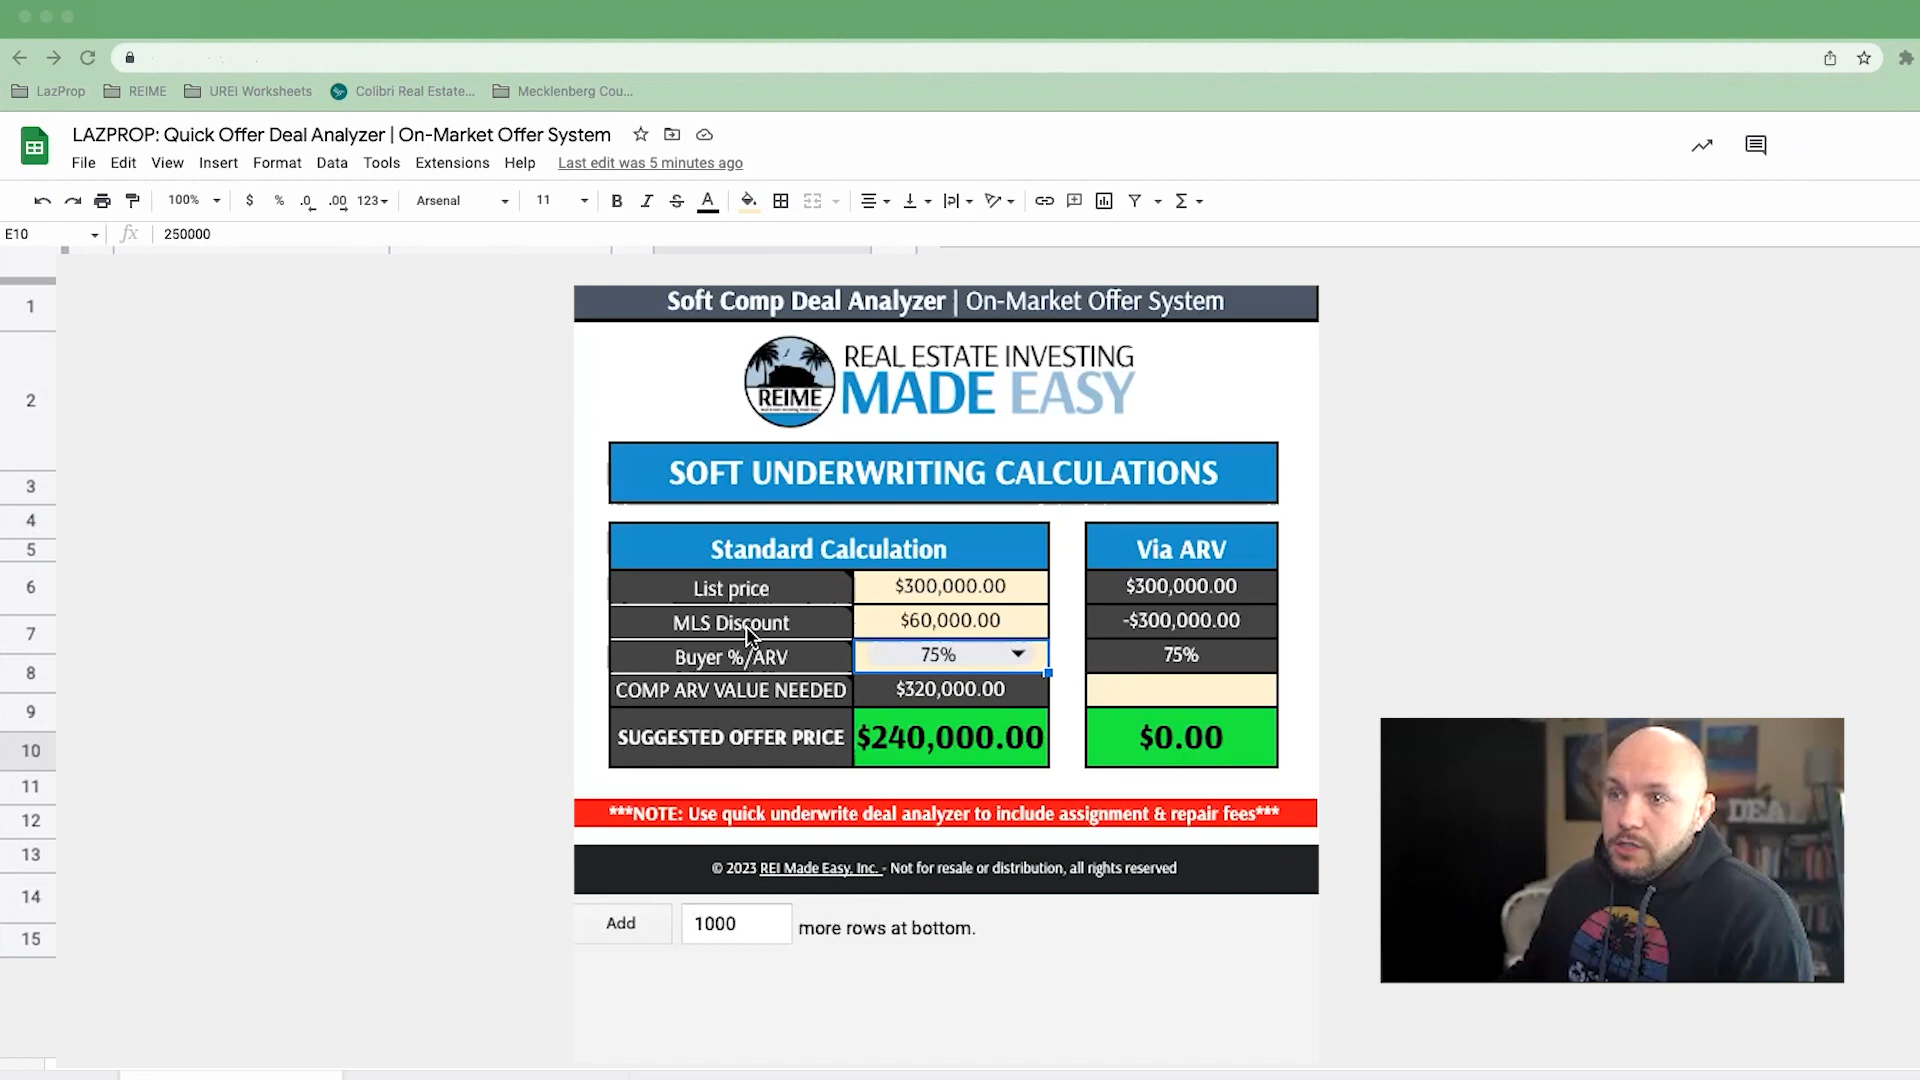 LazProp REIME UREI Worksheets Colibri Real Estate... Mecklenberg Cou...
LAZPROP: Quick Offer Deal Analyzer | On-Market Offer System
File Edit View Insert Format Data Tools Extensions Help Last edit was 5 minutes ago
100% $ % .0 .00 123 Arsenal 11 B I S A
E10 fx 250000
1
Soft Comp Deal Analyzer | On-Market Offer System
2
REIME
REAL ESTATE INVESTING
MADE EASY
3
SOFT UNDERWRITING CALCULATIONS
4
5
Standard Calculation Via ARV
6
List price $300,000.00 $300,000.00
7
MLS Discount $60,000.00 -$300,000.00
8
Buyer %/ARV 75% 75%
9
COMP ARV VALUE NEEDED $320,000.00
10
SUGGESTED OFFER PRICE $240,000.00 $0.00
11
12
***NOTE: Use quick underwrite deal analyzer to include assignment & repair fees***
13
14
© 2023 REI Made Easy, Inc. - Not for resale or distribution, all rights reserved
15
Add 1000 more rows at bottom.
DEAL